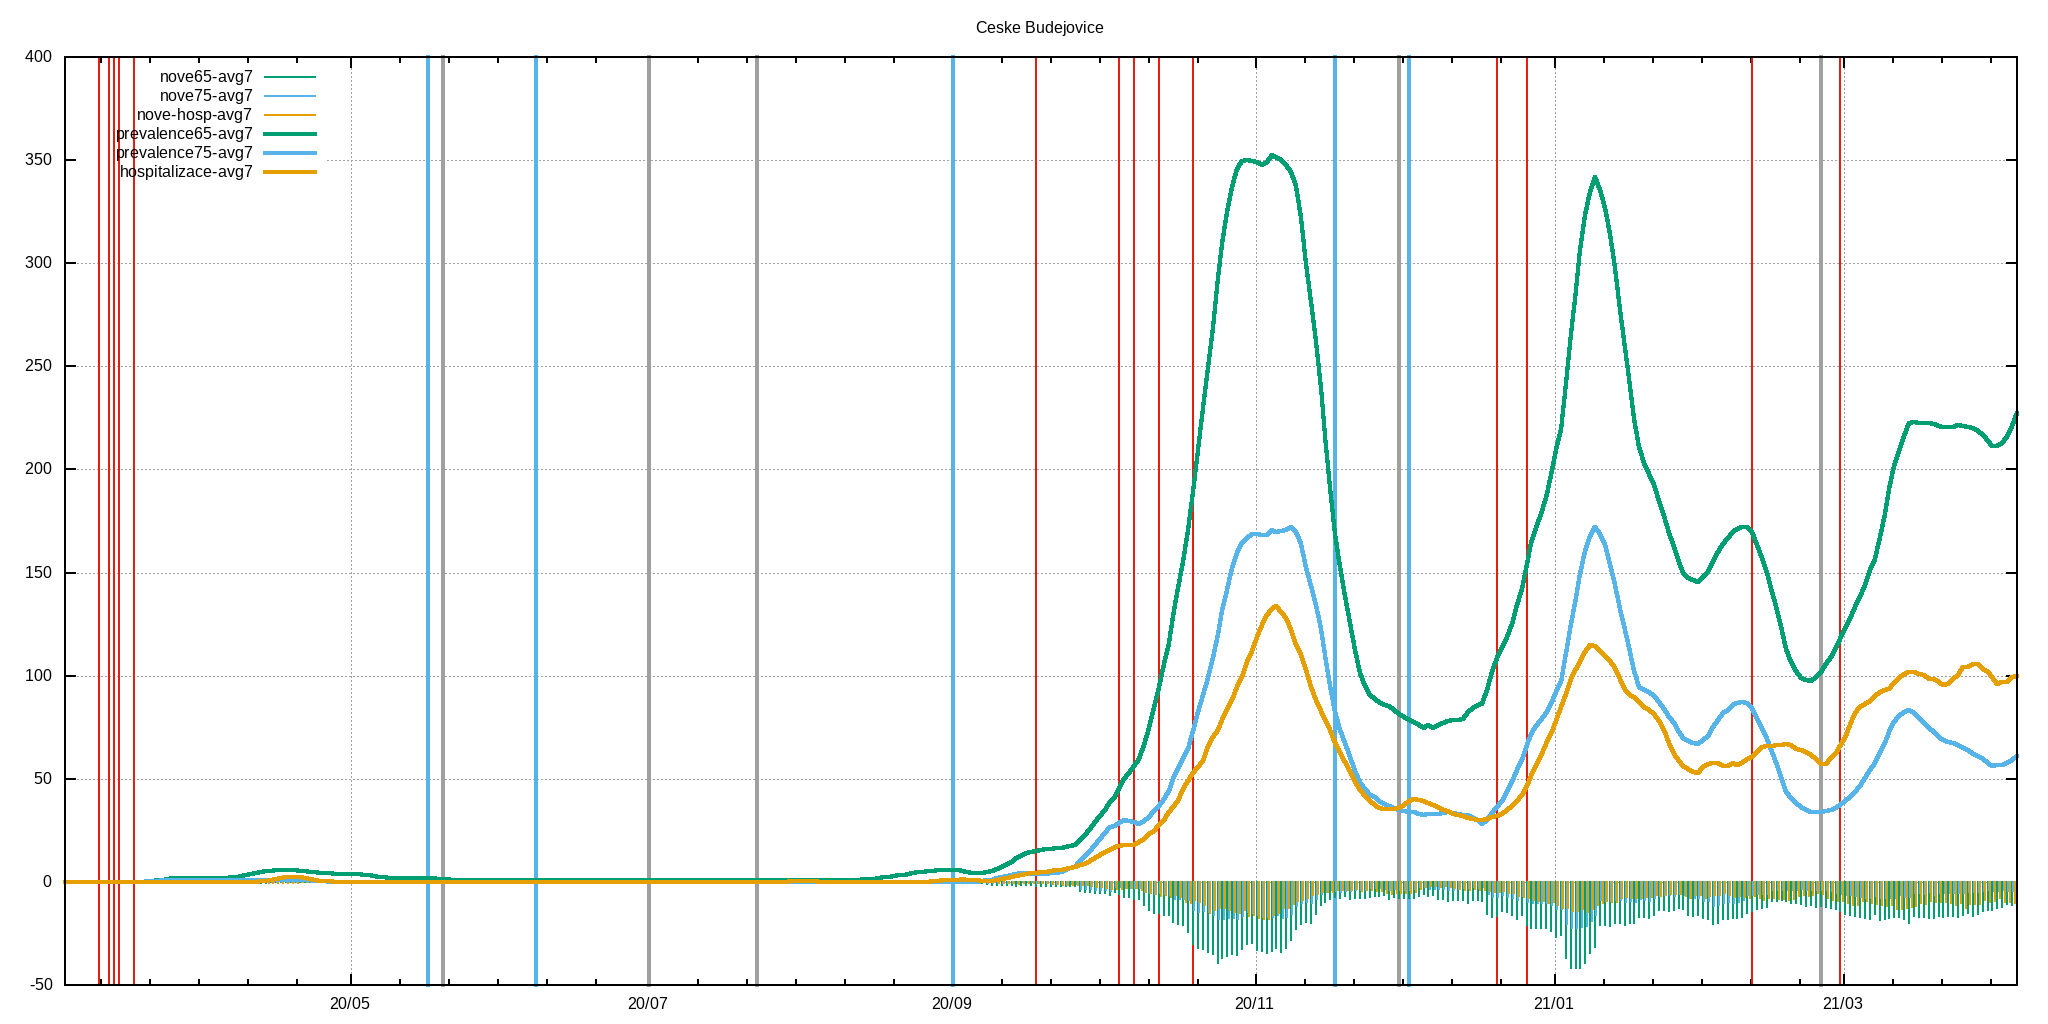 Ceske Budejovice
400
350
300
250
200
150
100
50
0
-50
nove65-avg7
nove75-avg7
nove-hosp-avg7
prevalence65-avg7
prevalence75-avg7
hospitalizace-avg7
20/05 20/07 20/09 20/11 21/01 21/03